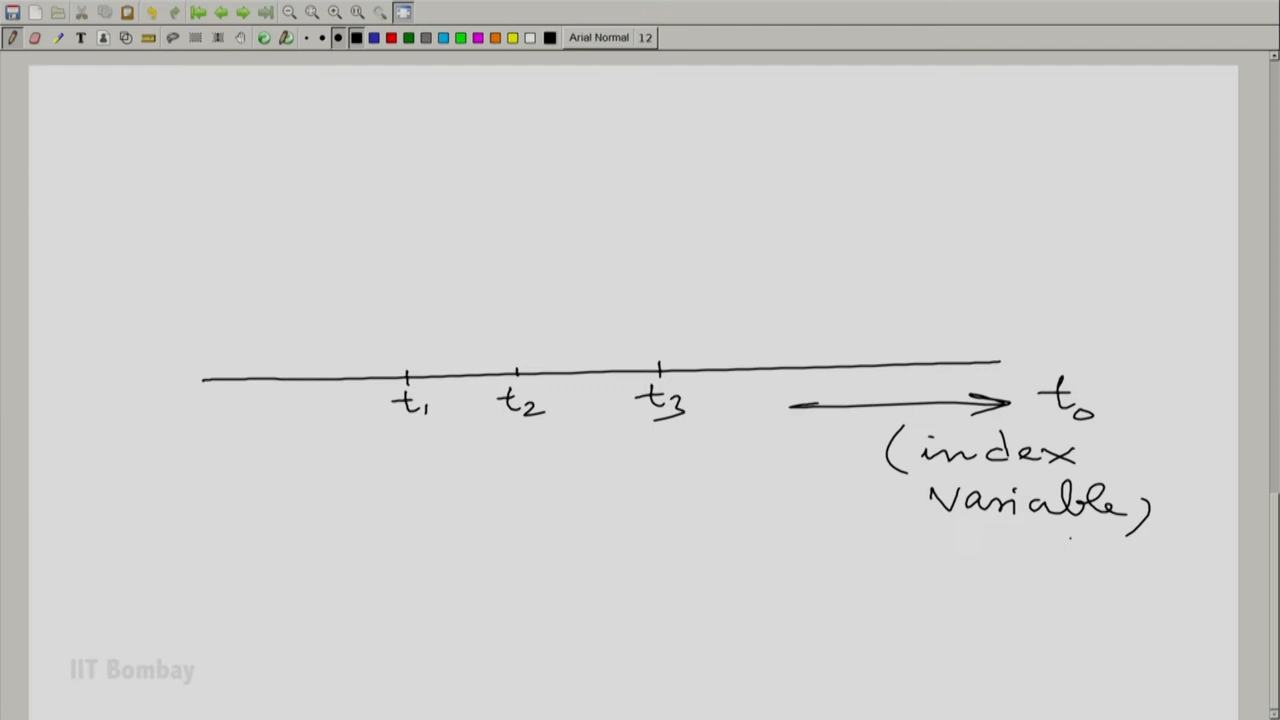 Arial Normal 12
t₁ t₂ t₃ t₀
(index
variable)
IIT Bombay